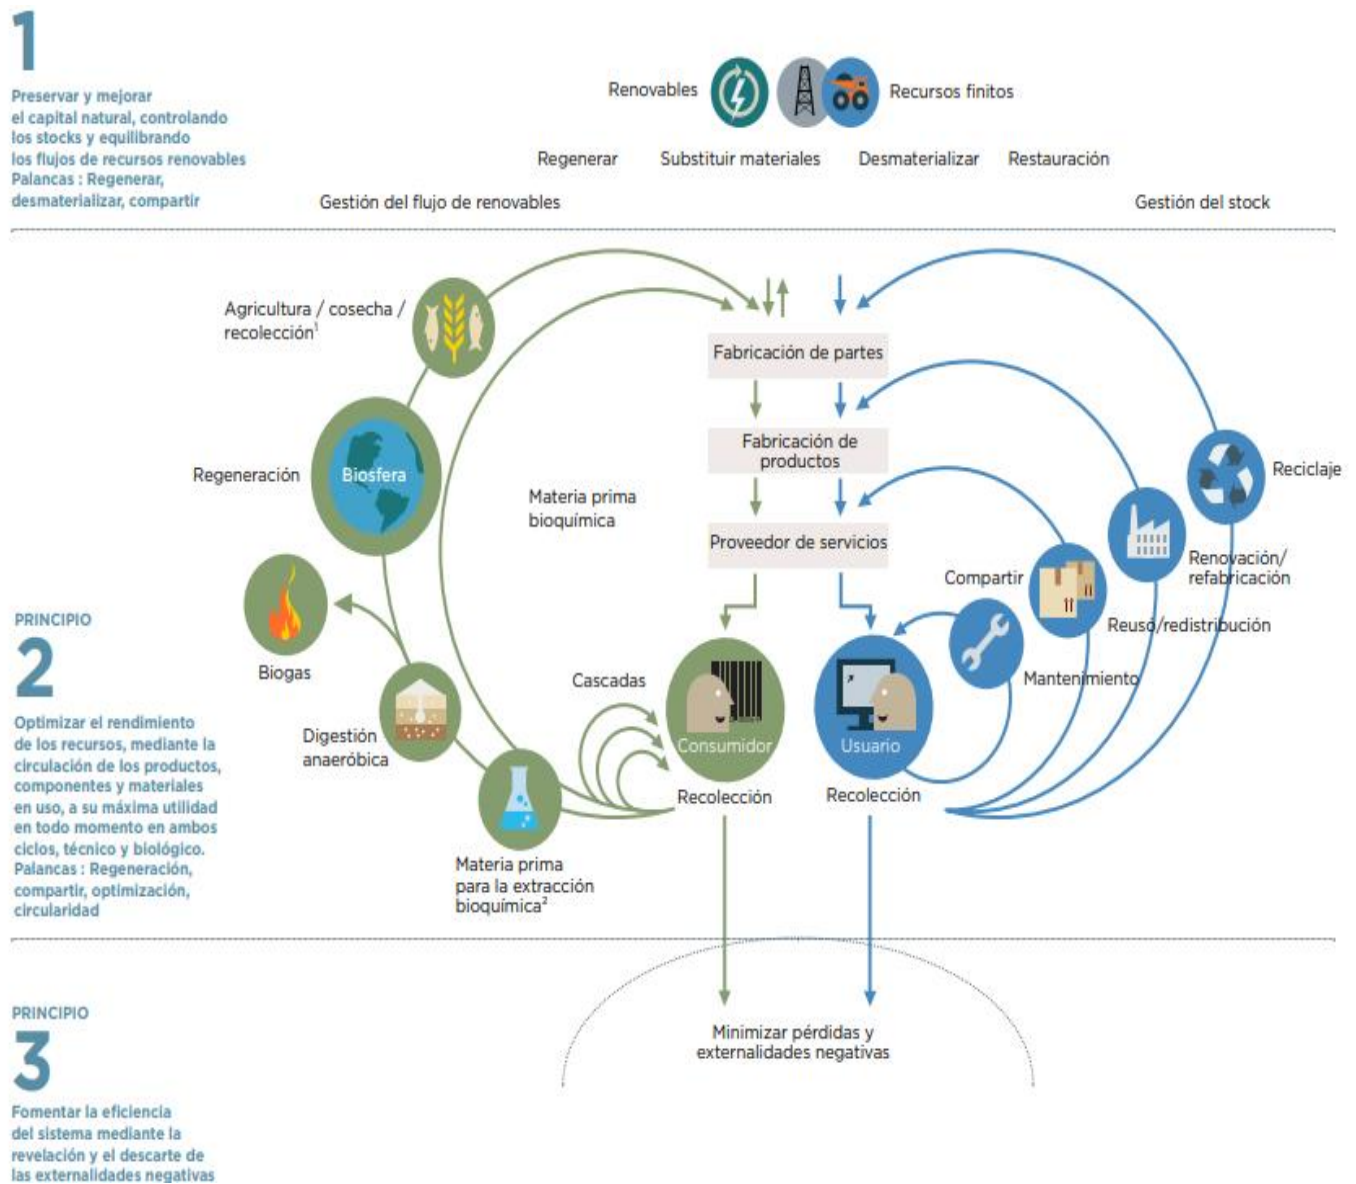 1
Preservar y mejorar
el capital natural, controlando
los stocks y equilibrando
los flujos de recursos renovables
Palancas : Regenerar,
desmaterializar, compartir
Renovables
Recursos finitos
Regenerar
Substituir materiales
Desmaterializar
Restauración
Gestión del flujo de renovables
Gestión del stock
Agricultura / cosecha /
recolección¹
Regeneración
Biosfera
Biogas
Digestión
anaeróbica
Materia prima
para la extracción
bioquímica²
Materia prima
bioquímica
Cascadas
Fabricación de partes
Fabricación de
productos
Proveedor de servicios
Consumidor
Recolección
Usuario
Recolección
Compartir
Mantenimiento
Reuso/redistribución
Renovación/
refabricación
Reciclaje
PRINCIPIO
2
Optimizar el rendimiento
de los recursos, mediante la
circulación de los productos,
componentes y materiales
en uso, a su máxima utilidad
en todo momento en ambos
ciclos, técnico y biológico.
Palancas : Regeneración,
compartir, optimización,
circularidad
Minimizar pérdidas y
externalidades negativas
PRINCIPIO
3
Fomentar la eficiencia
del sistema mediante la
revelación y el descarte de
las externalidades negativas